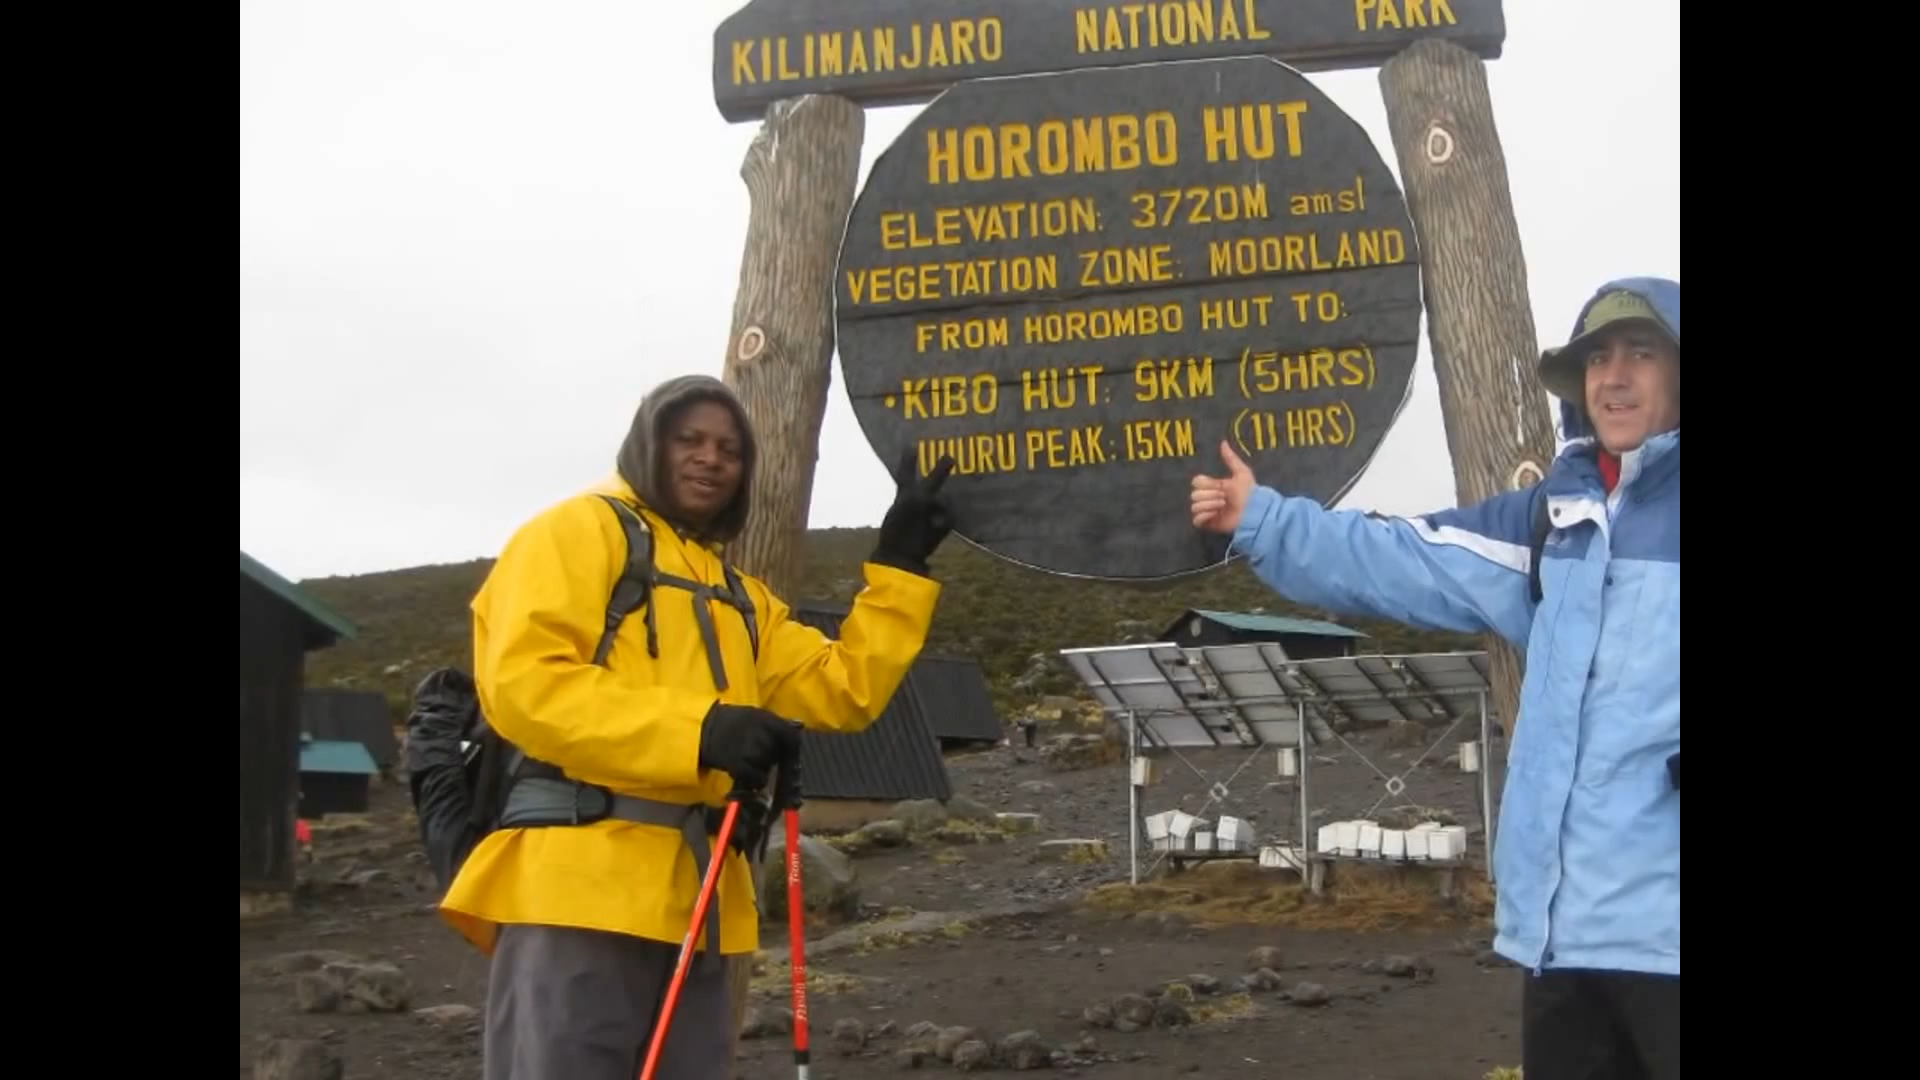 KILIMANJARO NATIONAL PARK
HOROMBO HUT
ELEVATION: 3720M amsl
VEGETATION ZONE: MOORLAND
FROM HOROMBO HUT TO:
• KIBO HUT: 9KM (5HRS)
UHURU PEAK: 15KM (11 HRS)